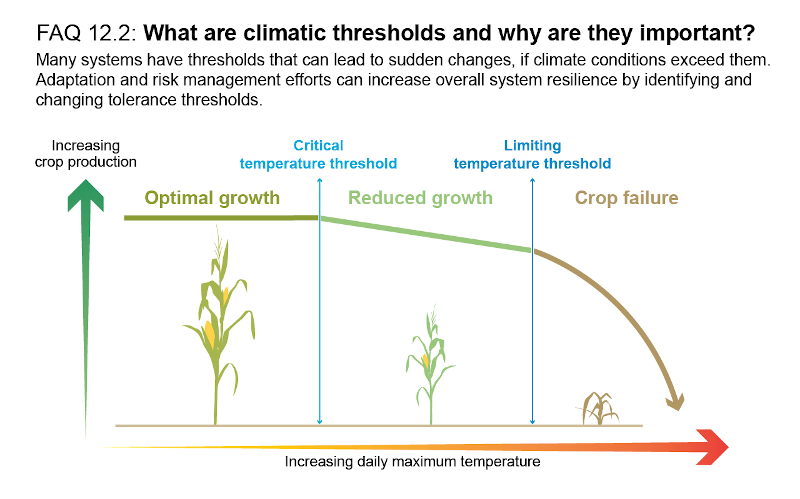 FAQ 12.2: What are climatic thresholds and why are they important?
Many systems have thresholds that can lead to sudden changes, if climate conditions exceed them.
Adaptation and risk management efforts can increase overall system resilience by identifying and
changing tolerance thresholds.
Increasing
crop production
Critical
temperature threshold
Limiting
temperature threshold
Optimal growth
Reduced growth
Crop failure
Increasing daily maximum temperature